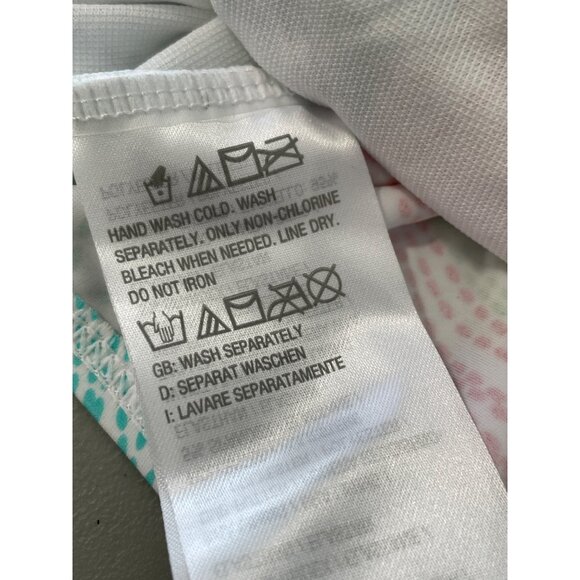 HAND WASH COLD. WASH
SEPARATELY. ONLY NON-CHLORINE
BLEACH WHEN NEEDED. LINE DRY.
DO NOT IRON
GB: WASH SEPARATELY
D: SEPARAT WASCHEN
I: LAVARE SEPARATAMENTE